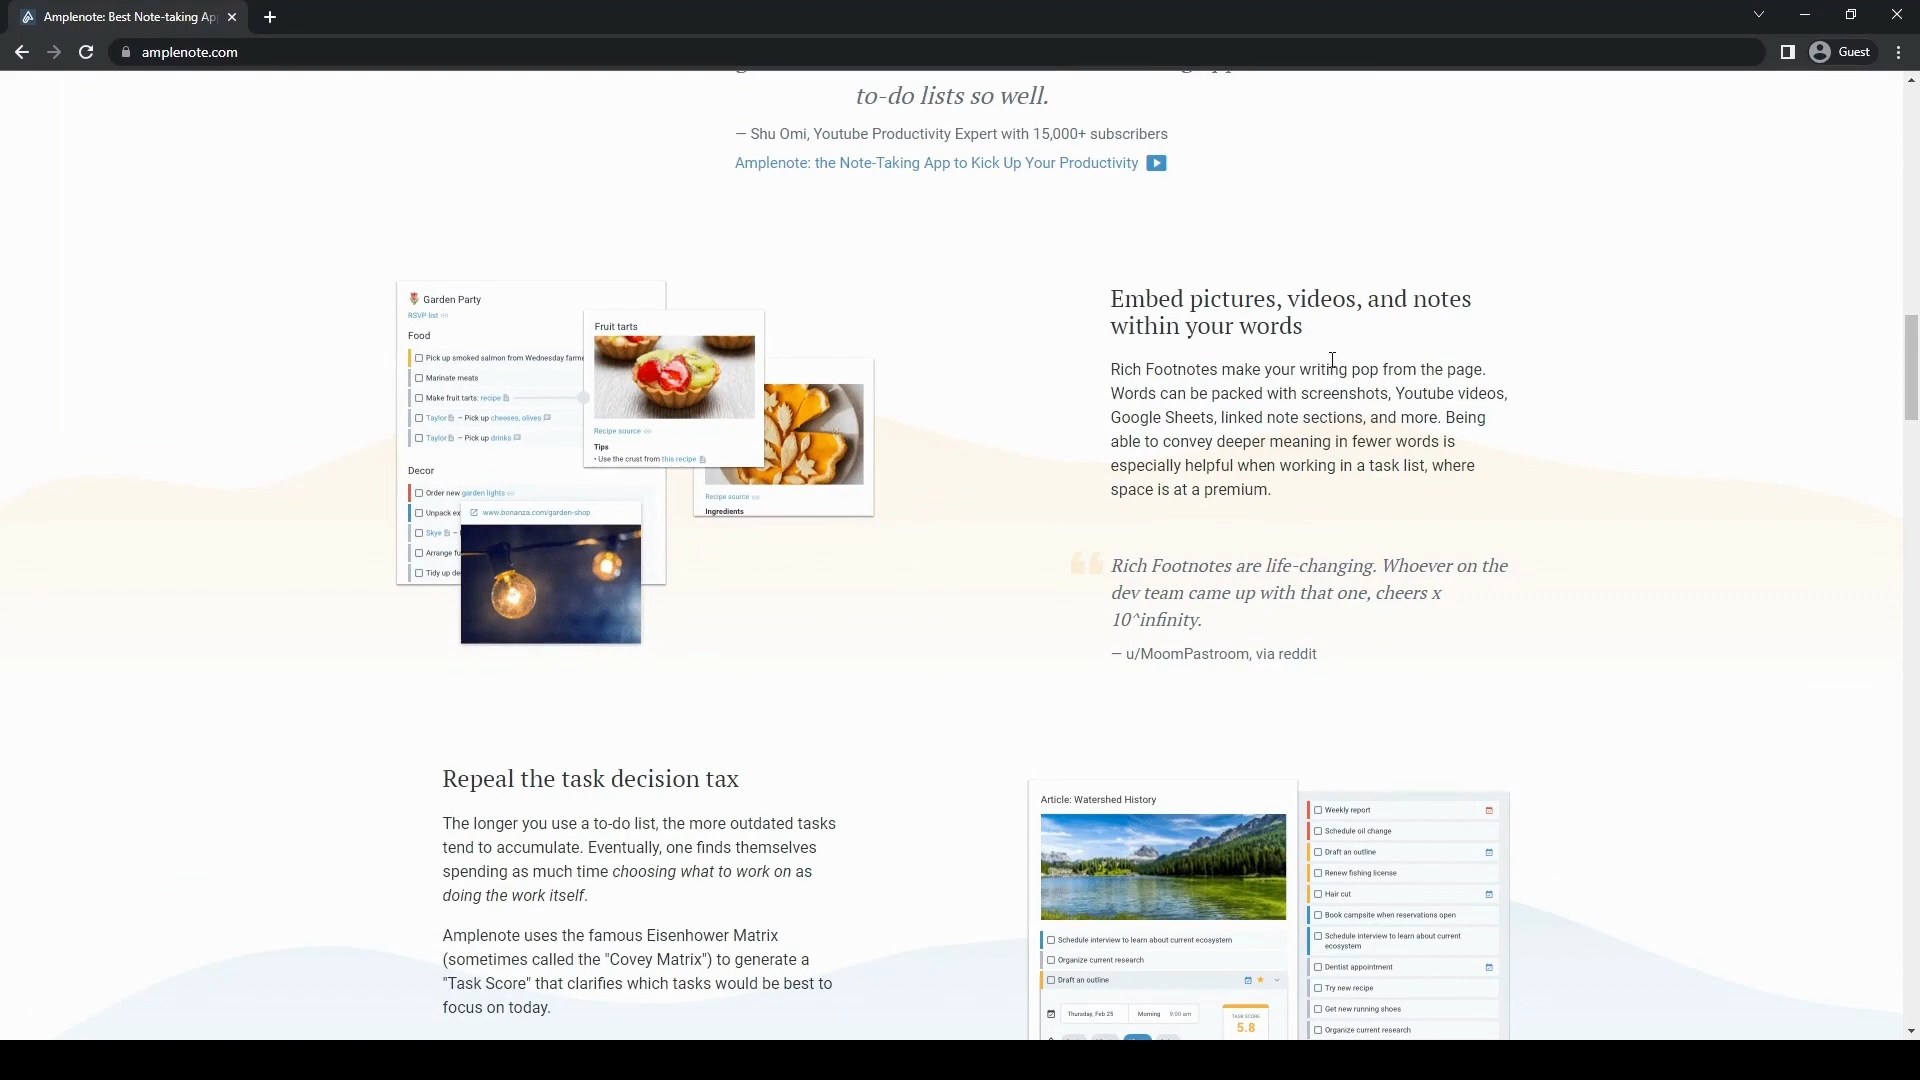 Amplenote: Best Note-taking Ap
amplenote.com
Guest
to-do lists so well.
— Shu Omi, Youtube Productivity Expert with 15,000+ subscribers
Amplenote: the Note-Taking App to Kick Up Your Productivity
Garden Party
RSVP list
Food
Pick up smoked salmon from Wednesday farme
Marinate meats
Make fruit tarts: recipe
Taylor – Pick up cheeses, olives
Taylor – Pick up drinks
Decor
Order new garden lights
Unpack ex
Skye –
Arrange fu
Tidy up de
www.bonanza.com/garden-shop
Fruit tarts
Recipe source
Tips
• Use the crust from this recipe
Recipe source
Ingredients
Embed pictures, videos, and notes
within your words
Rich Footnotes make your writing pop from the page.
Words can be packed with screenshots, Youtube videos,
Google Sheets, linked note sections, and more. Being
able to convey deeper meaning in fewer words is
especially helpful when working in a task list, where
space is at a premium.
Rich Footnotes are life-changing. Whoever on the
dev team came up with that one, cheers x
10^infinity.
— u/MoomPastroom, via reddit
Repeal the task decision tax
The longer you use a to-do list, the more outdated tasks
tend to accumulate. Eventually, one finds themselves
spending as much time choosing what to work on as
doing the work itself.
Amplenote uses the famous Eisenhower Matrix
(sometimes called the "Covey Matrix") to generate a
"Task Score" that clarifies which tasks would be best to
focus on today.
Article: Watershed History
Schedule interview to learn about current ecosystem
Organize current research
Draft an outline
Thursday, Feb 25 Morning 9:00 am
TASK SCORE
5.8
Weekly report
Schedule oil change
Draft an outline
Renew fishing license
Hair cut
Book campsite when reservations open
Schedule interview to learn about current
ecosystem
Dentist appointment
Try new recipe
Get new running shoes
Organize current research